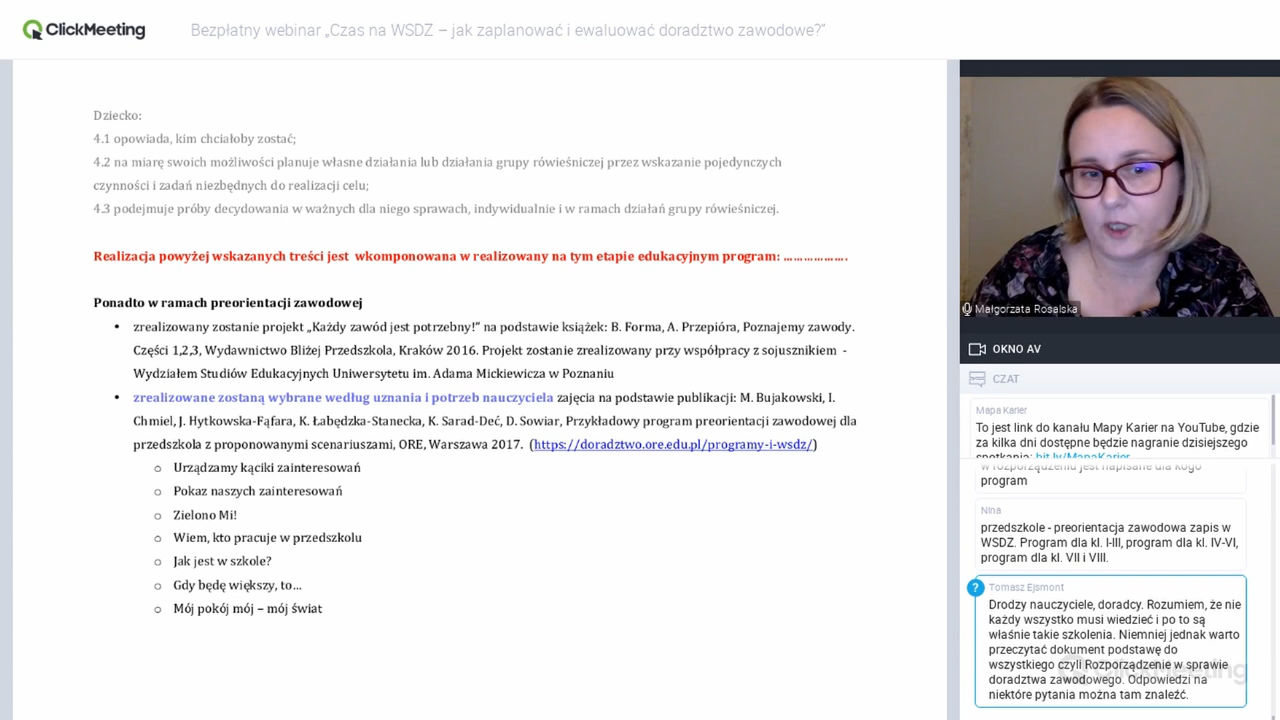 ClickMeeting
Bezpłatny webinar „Czas na WSDZ – jak zaplanować i ewaluować doradztwo zawodowe?”
Dziecko:
4.1 opowiada, kim chciałoby zostać;
4.2 na miarę swoich możliwości planuje własne działania lub działania grupy rówieśniczej przez wskazanie pojedynczych
czynności i zadań niezbędnych do realizacji celu;
4.3 podejmuje próby decydowania w ważnych dla niego sprawach, indywidualnie i w ramach działań grupy rówieśniczej.
Realizacja powyżej wskazanych treści jest wkomponowana w realizowany na tym etapie edukacyjnym program: ………………
Ponadto w ramach preorientacji zawodowej
• zrealizowany zostanie projekt „Każdy zawód jest potrzebny!” na podstawie książek: B. Forma, A. Przepióra, Poznajemy zawody.
Części 1,2,3, Wydawnictwo Bliżej Przedszkola, Kraków 2016. Projekt zostanie zrealizowany przy współpracy z sojusznikiem -
Wydziałem Studiów Edukacyjnych Uniwersytetu im. Adama Mickiewicza w Poznaniu
• zrealizowane zostaną wybrane według uznania i potrzeb nauczyciela zajęcia na podstawie publikacji: M. Bujakowski, I.
Chmiel, J. Hytkowska-Fąfara, K. Łabędzka-Stanecka, K. Sarad-Deć, D. Sowiar, Przykładowy program preorientacji zawodowej dla
przedszkola z proponowanymi scenariuszami, ORE, Warszawa 2017. (https://doradztwo.ore.edu.pl/programy-i-wsdz/)
o Urządzamy kąciki zainteresowań
o Pokaz naszych zainteresowań
o Zielono Mi!
o Wiem, kto pracuje w przedszkolu
o Jak jest w szkole?
o Gdy będę większy, to…
o Mój pokój mój – mój świat
Małgorzata Rosalska
OKNO AV
CZAT
Mapa Karier
To jest link do kanału Mapy Karier na YouTube, gdzie
za kilka dni dostępne będzie nagranie dzisiejszego
spotkania: bit.ly/MapaKarier
w rozporządzeniu jest napisane dla kogo
program
Nina
przedszkole - preorientacja zawodowa zapis w
WSDZ. Program dla kl. I-III, program dla kl. IV-VI,
program dla kl. VII i VIII.
?
Tomasz Ejsmont
Drodzy nauczyciele, doradcy. Rozumiem, że nie
każdy wszystko musi wiedzieć i po to są
właśnie takie szkolenia. Niemniej jednak warto
przeczytać dokument podstawę do
wszystkiego czyli Rozporządzenie w sprawie
doradztwa zawodowego. Odpowiedzi na
niektóre pytania można tam znaleźć.
ClickMeeting